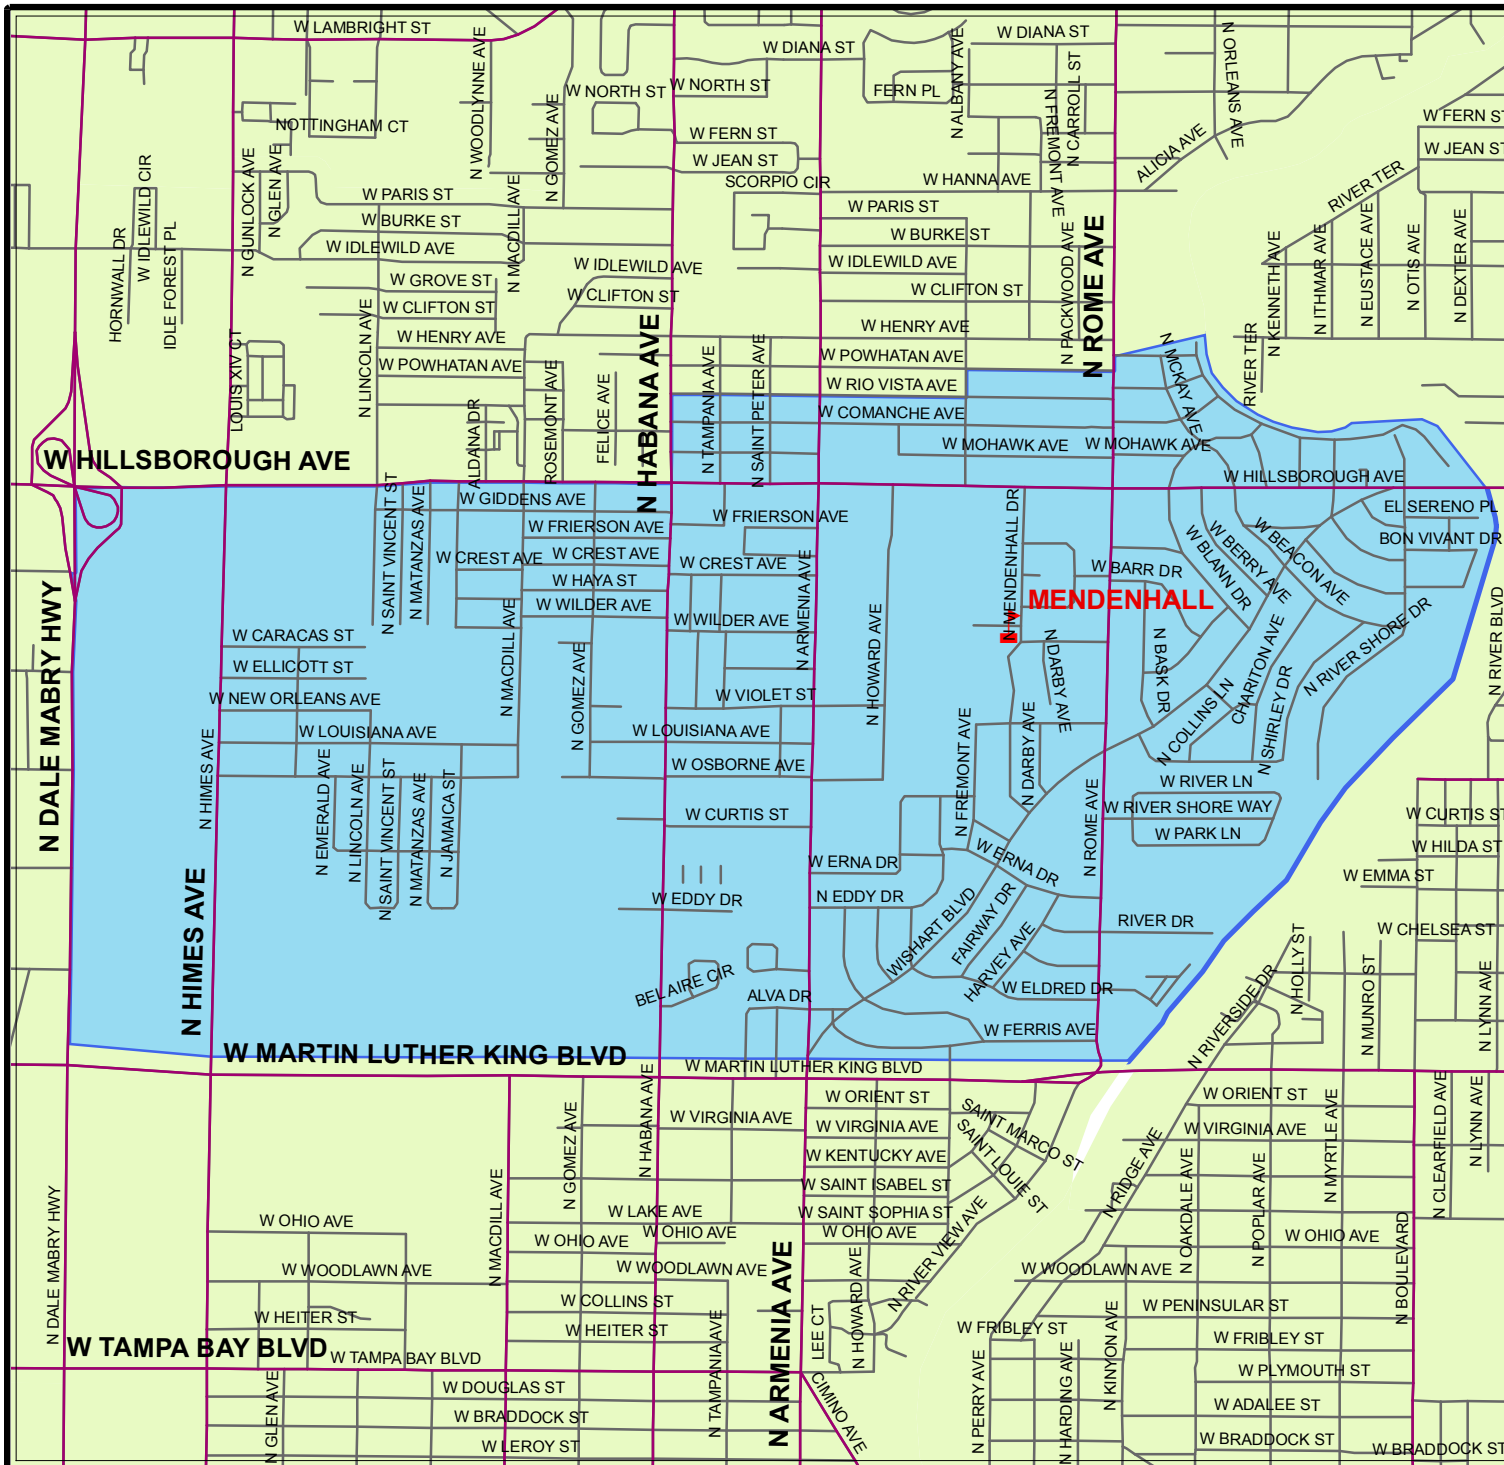 W LAMBRIGHT ST
W DIANA ST
W DIANA ST
N ORLEANS AVE
N WOODLYNNE AVE
N ALBANY AVE
W NORTH ST
W NORTH ST
FERN PL
N CARROLL ST
N FREMONT AVE
N GOMEZ AVE
NOTTINGHAM CT
W FERN ST
W FERN ST
W JEAN ST
W JEAN ST
ALICIA AVE
SCORPIO CIR
W HANNA AVE
RIVER TER
W IDLEWILD CIR
N GUNLOCK AVE
N GLEN AVE
W PARIS ST
W PARIS ST
W BURKE ST
W BURKE ST
W IDLEWILD AVE
N MACDILL AVE
W IDLEWILD AVE
W IDLEWILD AVE
HORNWALL DR
IDLE FOREST PL
W GROVE ST
W CLIFTON ST
W CLIFTON ST
W CLIFTON ST
N PACKWOOD AVE
N ROME AVE
N KENNETH AVE
N ITHMAR AVE
N EUSTACE AVE
N OTIS AVE
N DEXTER AVE
N LINCOLN AVE
W HENRY AVE
W HENRY AVE
LOUIS XIV CT
W POWHATAN AVE
W POWHATAN AVE
N HABANA AVE
N MCKAY AVE
RIVER TER
W RIO VISTA AVE
ROSEMONT AVE
FELICE AVE
N TAMPANIA AVE
N SAINT PETER AVE
ALDANA DR
W COMANCHE AVE
W MOHAWK AVE
W MOHAWK AVE
W HILLSBOROUGH AVE
W HILLSBOROUGH AVE
W GIDDENS AVE
N SAINT VINCENT ST
N MATANZAS AVE
W FRIERSON AVE
W FRIERSON AVE
N MENDENHALL DR
EL SERENO PL
BON VIVANT DR
W CREST AVE
W CREST AVE
W CREST AVE
W BLANN DR
W BERRY AVE
W BEACON AVE
W BARR DR
W HAYA ST
W WILDER AVE
W WILDER AVE
N ARMENIA AVE
MENDENHALL
N HOWARD AVE
N RIVER BLVD
N DALE MABRY HWY
W CARACAS ST
W ELLICOTT ST
N MACDILL AVE
N GOMEZ AVE
N DARBY AVE
N BASK DR
CHARITON AVE
N RIVER SHORE DR
W NEW ORLEANS AVE
W VIOLET ST
N COLLINS LN
N SHIRLEY DR
W LOUISIANA AVE
W LOUISIANA AVE
N FREMONT AVE
N DARBY AVE
N HIMES AVE
W OSBORNE AVE
W RIVER LN
N EMERALD AVE
N LINCOLN AVE
N SAINT VINCENT ST
N MATANZAS AVE
N JAMAICA ST
N ROME AVE
W RIVER SHORE WAY
W CURTIS ST
W CURTIS ST
W PARK LN
W HILDA ST
W ERNA DR
W ERNA DR
W EMMA ST
W EDDY DR
N EDDY DR
WISHART BLVD
FAIRWAY DR
RIVER DR
W CHELSEA ST
N HIMES AVE
HARVEY AVE
N HOLLY ST
BEL AIRE CIR
ALVA DR
W ELDRED DR
N RIVERSIDE DR
N MUNRO ST
N LYNN AVE
W FERRIS AVE
W MARTIN LUTHER KING BLVD
W MARTIN LUTHER KING BLVD
N GOMEZ AVE
N HABANA AVE
W ORIENT ST
W ORIENT ST
W VIRGINIA AVE
W VIRGINIA AVE
W VIRGINIA AVE
SAINT MARCO ST
SAINT LOUIE ST
N MYRTLE AVE
N CLEARFIELD AVE
N LYNN AVE
W KENTUCKY AVE
N RIDGE AVE
N OAKDALE AVE
N POPLAR AVE
N DALE MABRY HWY
N MACDILL AVE
W SAINT ISABEL ST
W LAKE AVE
W SAINT SOPHIA ST
W OHIO AVE
W OHIO AVE
W OHIO AVE
W OHIO AVE
W OHIO AVE
N RIVER VIEW AVE
N BOULEVARD
W WOODLAWN AVE
W WOODLAWN AVE
W WOODLAWN AVE
N ARMENIA AVE
N HOWARD AVE
W COLLINS ST
W PENINSULAR ST
W HEITER ST
W HEITER ST
LEE CT
W FRIBLEY ST
W FRIBLEY ST
W TAMPA BAY BLVD
W TAMPA BAY BLVD
N TAMPANIA AVE
N KINYON AVE
W PLYMOUTH ST
N GLEN AVE
W DOUGLAS ST
CIMINO AVE
N PERRY AVE
N HARDING AVE
W ADALEE ST
W BRADDOCK ST
W BRADDOCK ST
W BRADDOCK ST
W LEROY ST